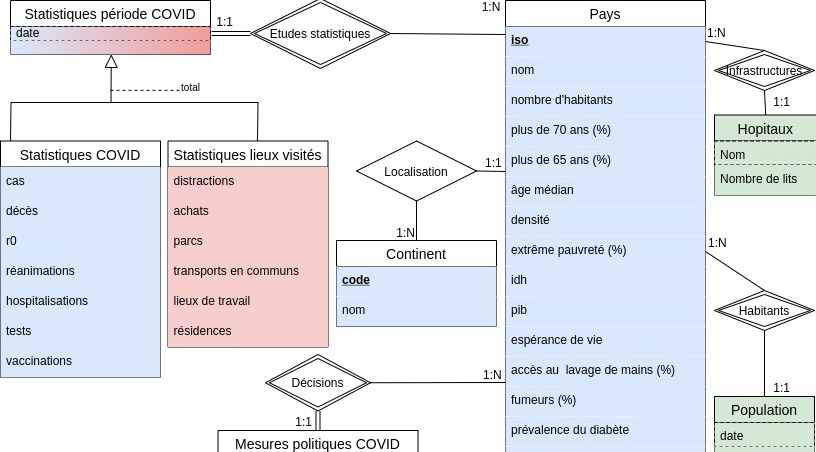 Statistiques période COVID
date
1:1
Etudes statistiques
1:N
total
Statistiques COVID
cas
décès
r0
réanimations
hospitalisations
tests
vaccinations
Statistiques lieux visités
distractions
achats
parcs
transports en communs
lieux de travail
résidences
Localisation
1:1
1:N
Continent
code
nom
Décisions
1:N
1:1
Mesures politiques COVID
Pays
iso
nom
nombre d'habitants
plus de 70 ans (%)
plus de 65 ans (%)
âge médian
densité
extrême pauvreté (%)
idh
pib
espérance de vie
accès au  lavage de mains (%)
fumeurs (%)
prévalence du diabète
1:N
Infrastructures
1:1
Hopitaux
Nom
Nombre de lits
1:N
Habitants
1:1
Population
date